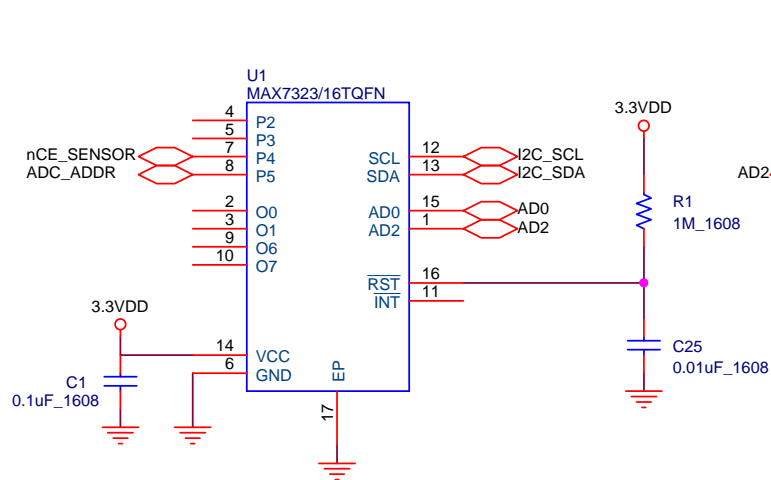 U1
MAX7323/16TQFN
3.3VDD
4 P2
5 P3
nCE_SENSOR 7 P4
ADC_ADDR 8 P5
2 O0
3 O1
9 O6
10 O7
SCL 12 I2C_SCL
SDA 13 I2C_SDA
AD0 15 AD0
AD2 1 AD2
RST 16
INT 11
R1
1M_1608
AD2
3.3VDD
14 VCC
6 GND
EP
17
C1
0.1uF_1608
C25
0.01uF_1608